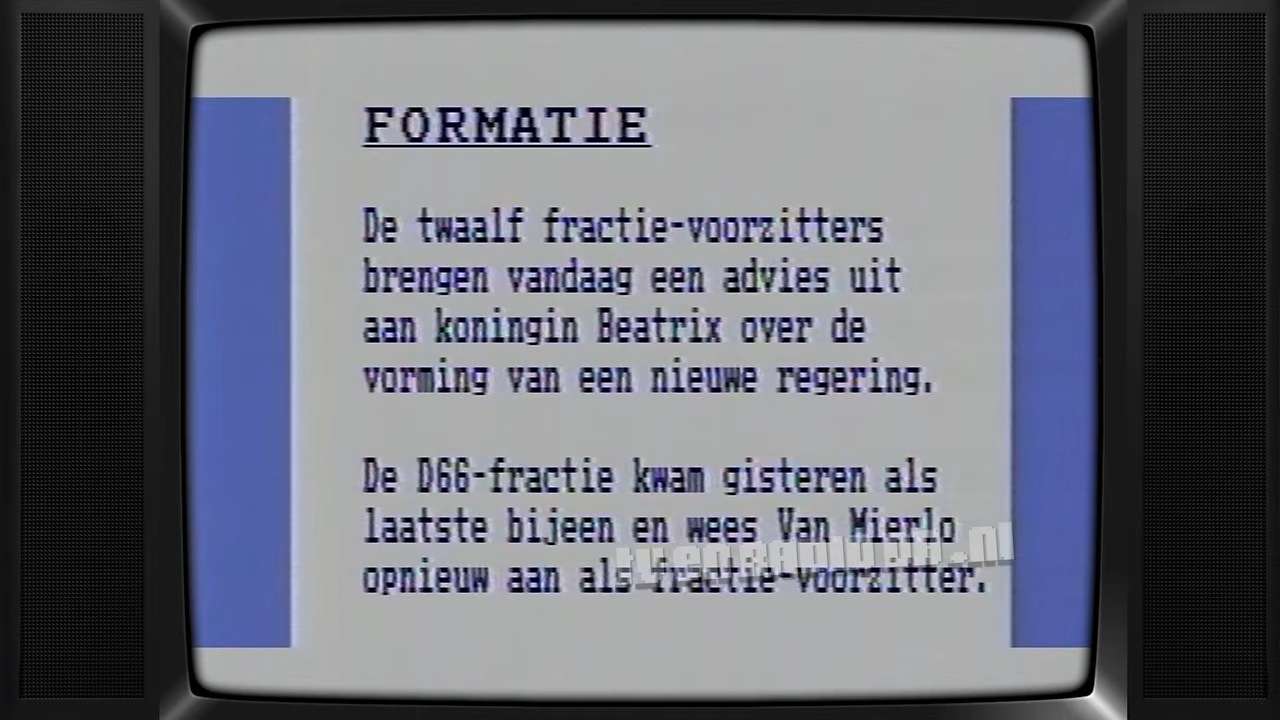 FORMATIE
De twaalf fractie-voorzitters
brengen vandaag een advies uit
aan koningin Beatrix over de
vorming van een nieuwe regering.
De D66-fractie kwam gisteren als
laatste bijeen en wees Van Mierlo
opnieuw aan als fractie-voorzitter.